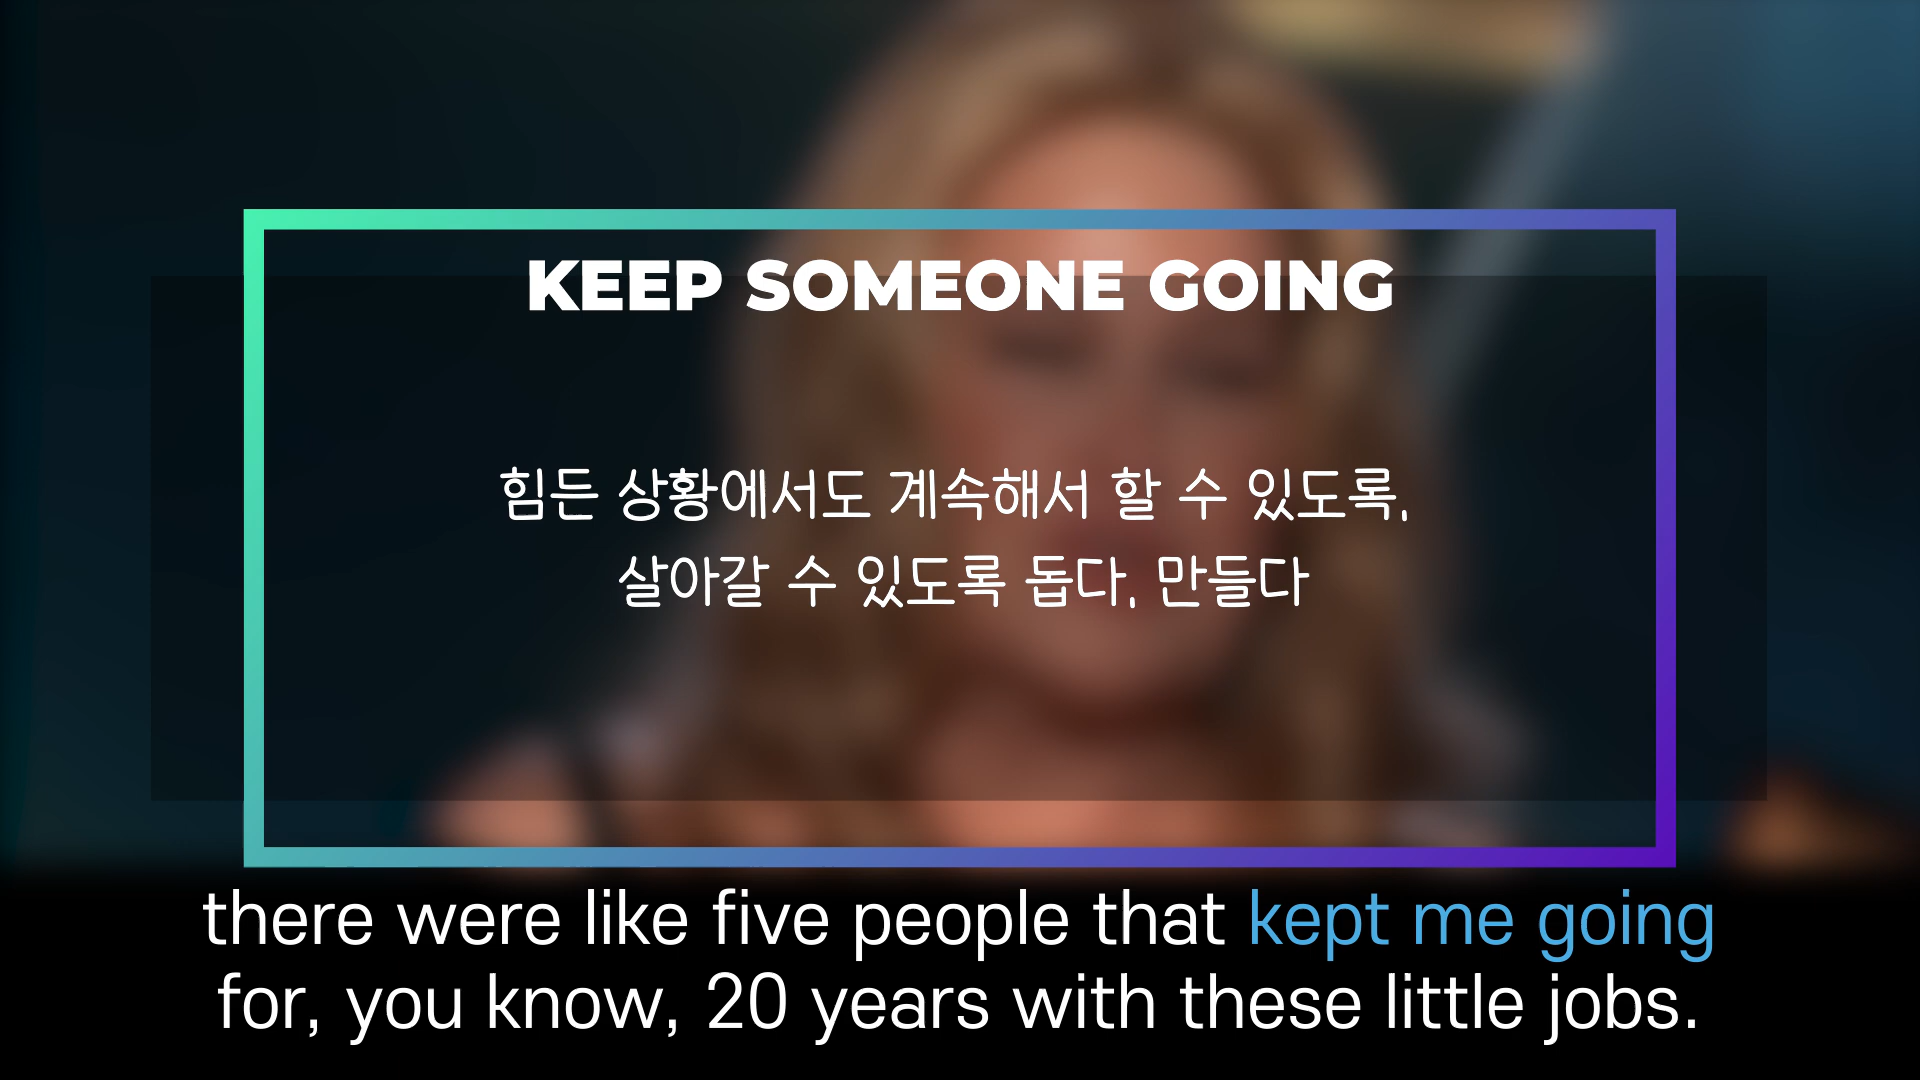 KEEP SOMEONE GOING
힘든 상황에서도 계속해서 할 수 있도록,
살아갈 수 있도록 돕다, 만들다
there were like five people that kept me going
for, you know, 20 years with these little jobs.